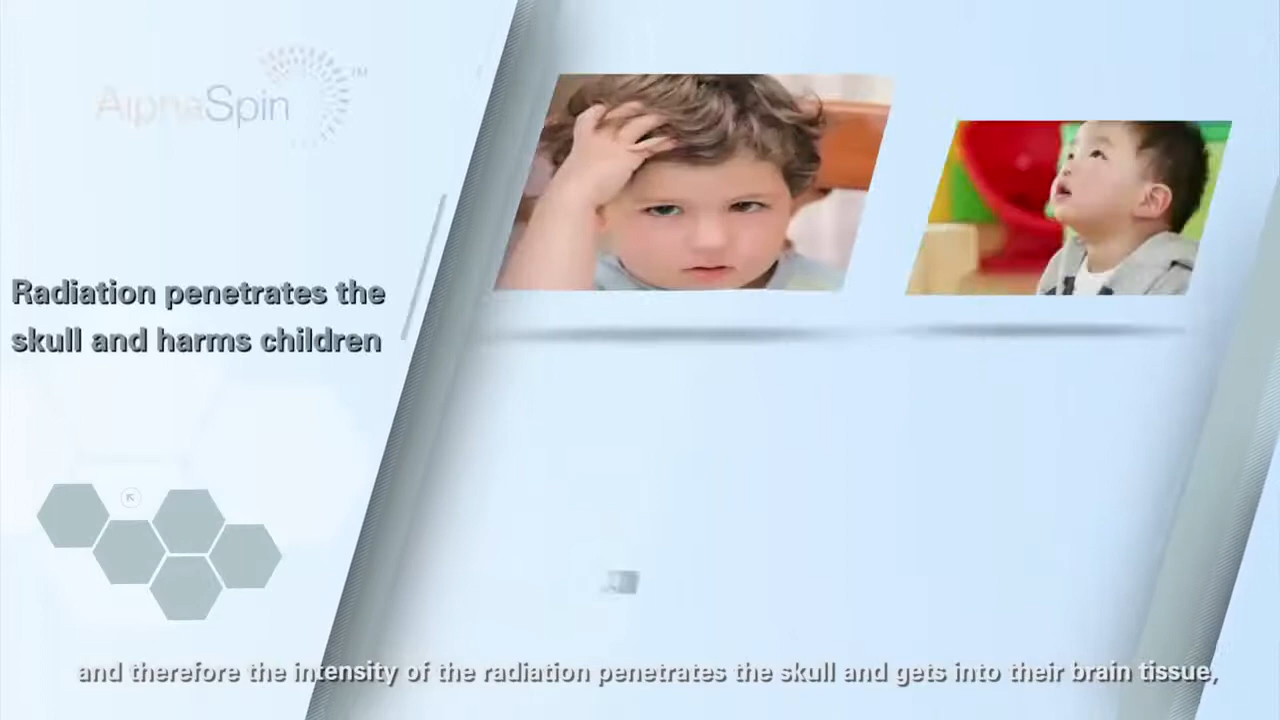 AlphaSpin™
Radiation penetrates the
skull and harms children
and therefore the intensity of the radiation penetrates the skull and gets into their brain tissue,